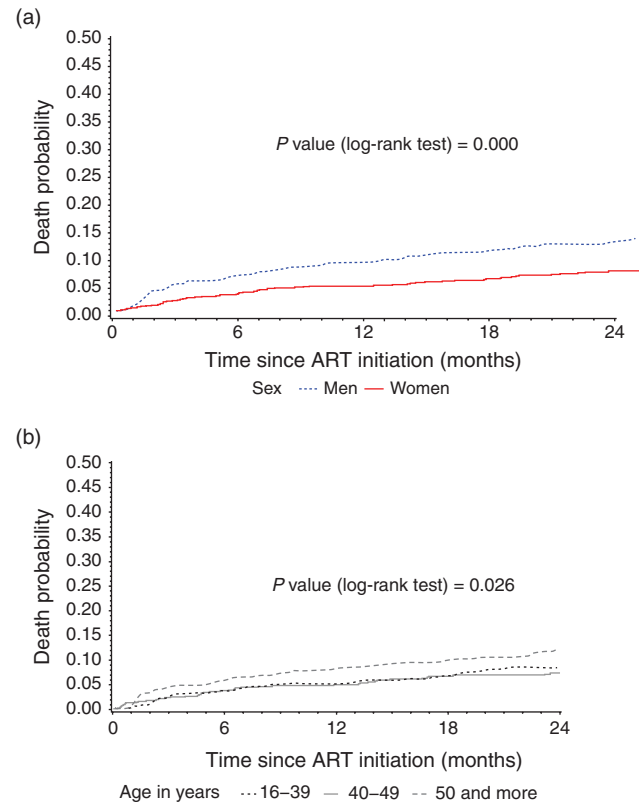 (a)
0.50
0.45
0.40
0.35
0.30
0.25
0.20
0.15
0.10
0.05
0.00
Death probability
P value (log-rank test) = 0.000
0 6 12 18 24
Time since ART initiation (months)
Sex Men Women
(b)
0.50
0.45
0.40
0.35
0.30
0.25
0.20
0.15
0.10
0.05
0.00
Death probability
P value (log-rank test) = 0.026
0 6 12 18 24
Time since ART initiation (months)
Age in years 16–39 40–49 50 and more